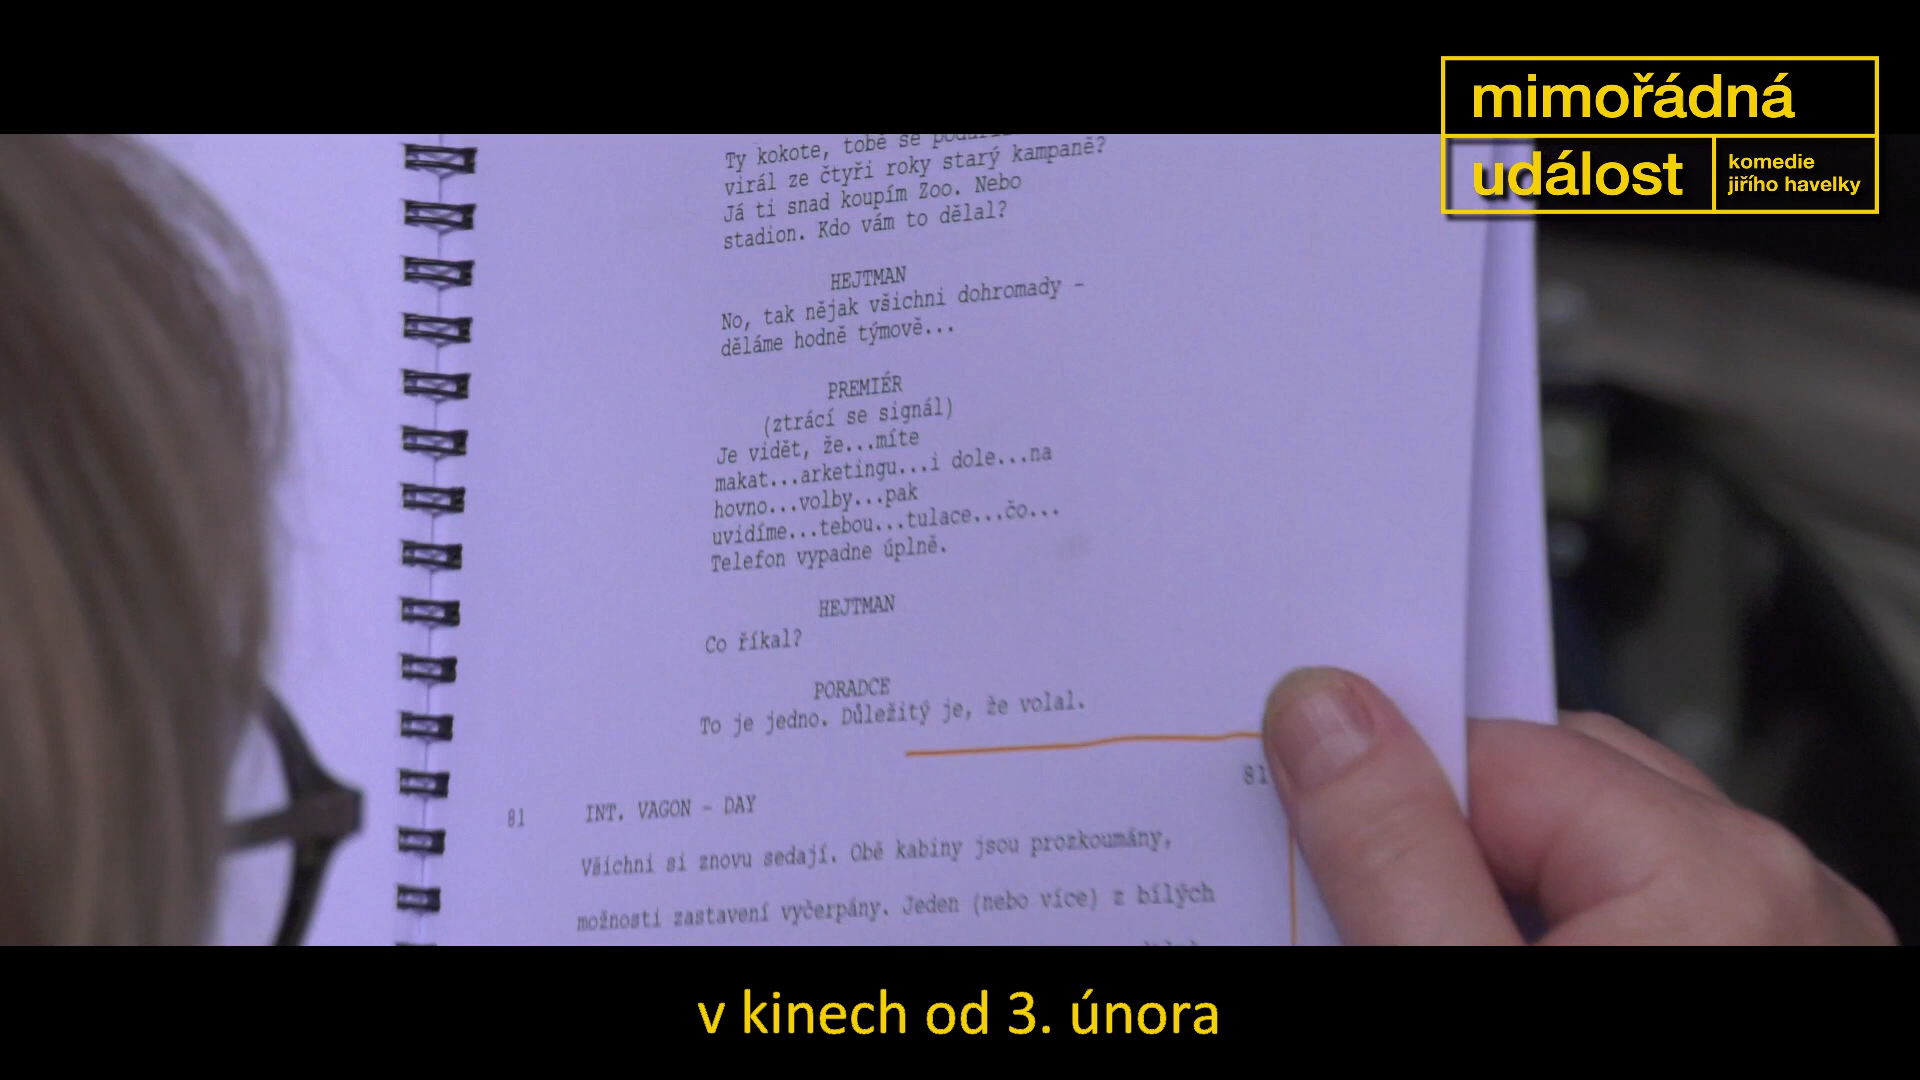 mimořádná
událost
komedie
jiřího havelky
Ty kokote, tobě se
virál ze čtyři roky starý kampaně?
Já ti snad koupím Zoo. Nebo
stadion. Kdo vám to dělal?
HEJTMAN
No, tak nějak všichni dohromady -
děláme hodně týmově...
PREMIÉR
(ztrácí se signál)
Je vidět, že...míte
makat...arketingu...i dole...na
hovno...volby...pak
uvidíme...tebou...tulace...čo...
Telefon vypadne úplně.
HEJTMAN
Co říkal?
PORADCE
To je jedno. Důležitý je, že volal.
81
81 INT. VAGON - DAY
Všichni si znovu sedají. Obě kabiny jsou prozkoumány,
možnosti zastavení vyčerpány. Jeden (nebo více) z bílých
v kinech od 3. února